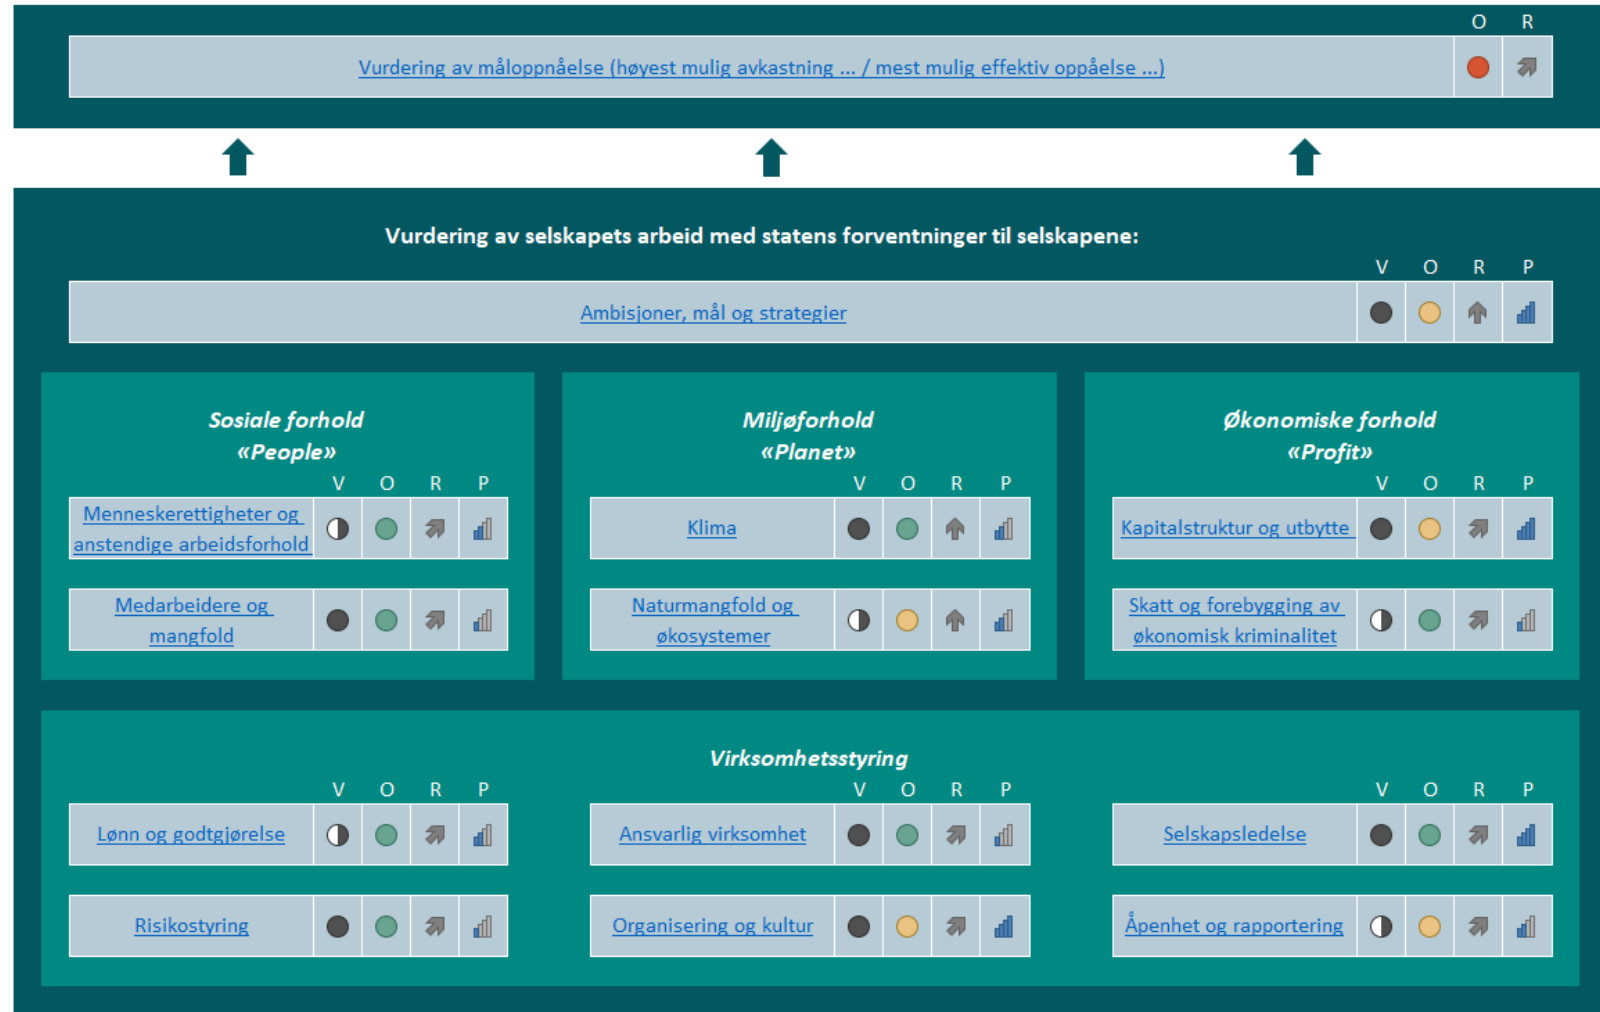 O R
Vurdering av måloppnåelse (høyest mulig avkastning ... / mest mulig effektiv oppåelse ...)
Vurdering av selskapets arbeid med statens forventninger til selskapene:
V O R P
Ambisjoner, mål og strategier
Sosiale forhold
«People»
V O R P
Menneskerettigheter og
anstendige arbeidsforhold
Medarbeidere og
mangfold
Miljøforhold
«Planet»
V O R P
Klima
Naturmangfold og
økosystemer
Økonomiske forhold
«Profit»
V O R P
Kapitalstruktur og utbytte
Skatt og forebygging av
økonomisk kriminalitet
Virksomhetsstyring
V O R P
Lønn og godtgjørelse
Risikostyring
V O R P
Ansvarlig virksomhet
Organisering og kultur
V O R P
Selskapsledelse
Åpenhet og rapportering